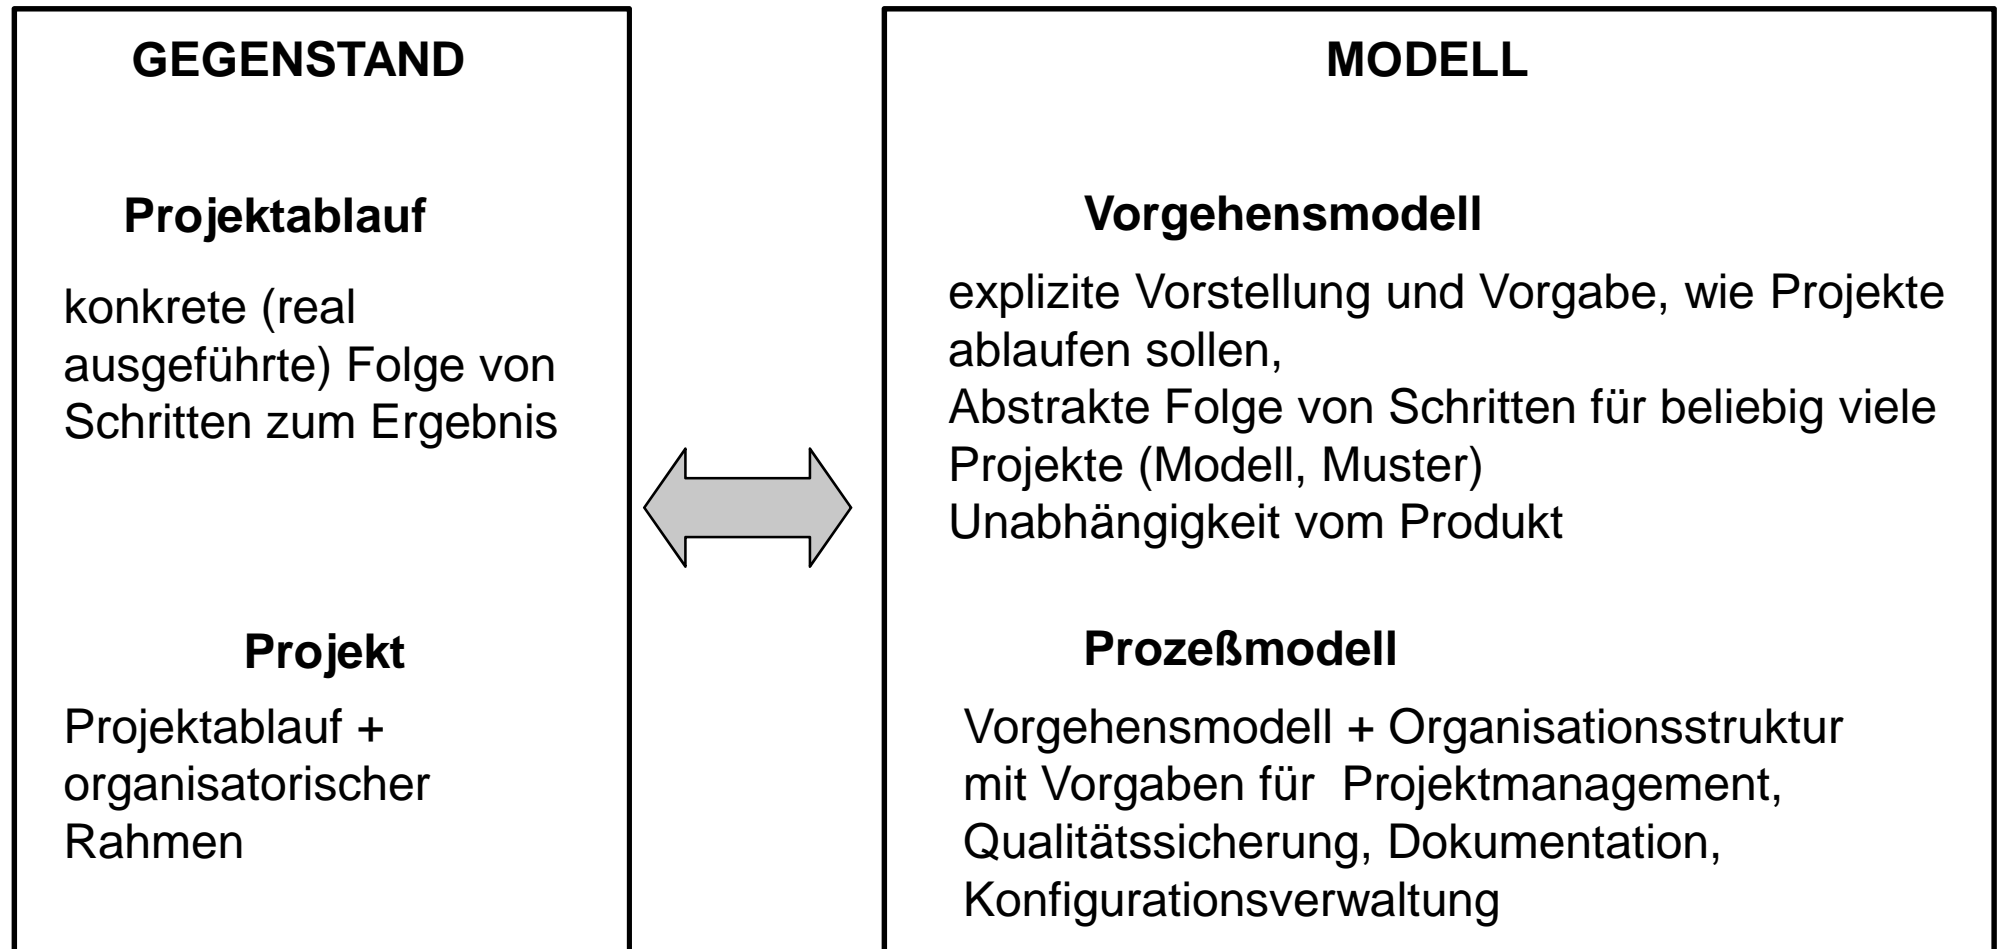 GEGENSTAND
Projektablauf
konkrete (real
ausgeführte) Folge von
Schritten zum Ergebnis
Projekt
Projektablauf +
organisatorischer
Rahmen
MODELL
Vorgehensmodell
explizite Vorstellung und Vorgabe, wie Projekte
ablaufen sollen,
Abstrakte Folge von Schritten für beliebig viele
Projekte (Modell, Muster)
Unabhängigkeit vom Produkt
Prozeßmodell
Vorgehensmodell + Organisationsstruktur
mit Vorgaben für  Projektmanagement,
Qualitätssicherung, Dokumentation,
Konfigurationsverwaltung